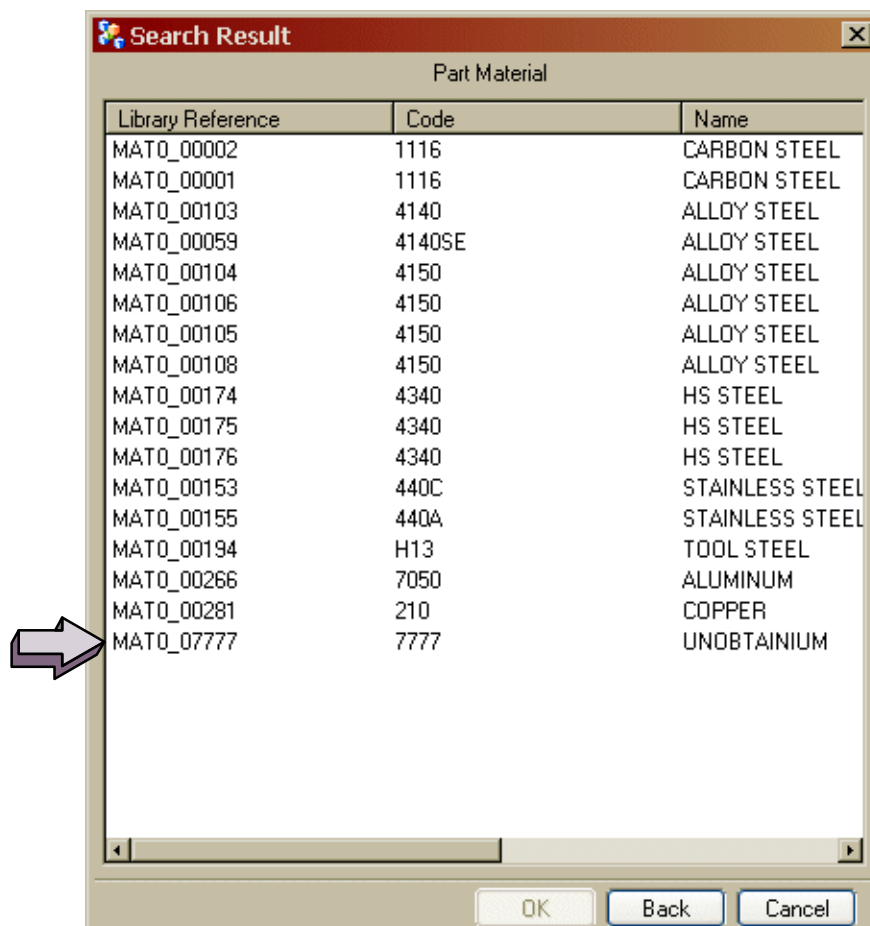 Search Result
Part Material
Library Reference Code Name
MAT0_00002 1116 CARBON STEEL
MAT0_00001 1116 CARBON STEEL
MAT0_00103 4140 ALLOY STEEL
MAT0_00059 4140SE ALLOY STEEL
MAT0_00104 4150 ALLOY STEEL
MAT0_00106 4150 ALLOY STEEL
MAT0_00105 4150 ALLOY STEEL
MAT0_00108 4150 ALLOY STEEL
MAT0_00174 4340 HS STEEL
MAT0_00175 4340 HS STEEL
MAT0_00176 4340 HS STEEL
MAT0_00153 440C STAINLESS STEEL
MAT0_00155 440A STAINLESS STEEL
MAT0_00194 H13 TOOL STEEL
MAT0_00266 7050 ALUMINUM
MAT0_00281 210 COPPER
MAT0_07777 7777 UNOBTAINIUM
OK Back Cancel